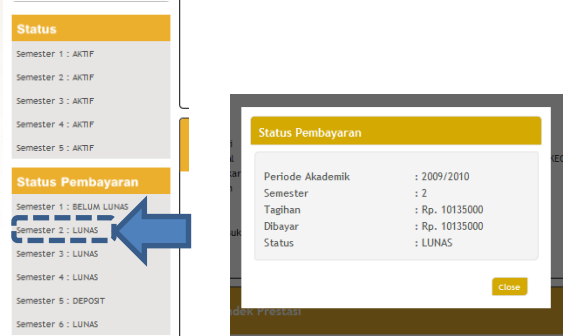 Status
Semester 1 : AKTIF
Semester 2 : AKTIF
Semester 3 : AKTIF
Semester 4 : AKTIF
Semester 5 : AKTIF
Status Pembayaran
Semester 1 : BELUM LUNAS
Semester 2 : LUNAS
Semester 3 : LUNAS
Semester 4 : LUNAS
Semester 5 : DEPOSIT
Semester 6 : LUNAS
Status Pembayaran
Periode Akademik : 2009/2010
Semester : 2
Tagihan : Rp. 10135000
Dibayar : Rp. 10135000
Status : LUNAS
Close
Prestasi